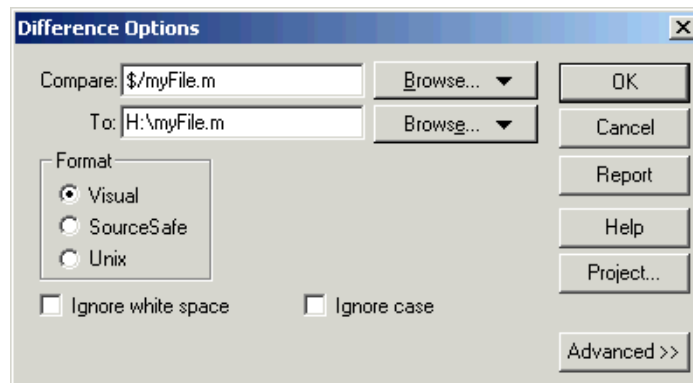 Difference Options
Compare: $/myFile.m Browse... OK
To: H:\myFile.m Browse... Cancel
Format
Report
Visual
SourceSafe
Help
Unix
Project...
Ignore white space Ignore case
Advanced >>